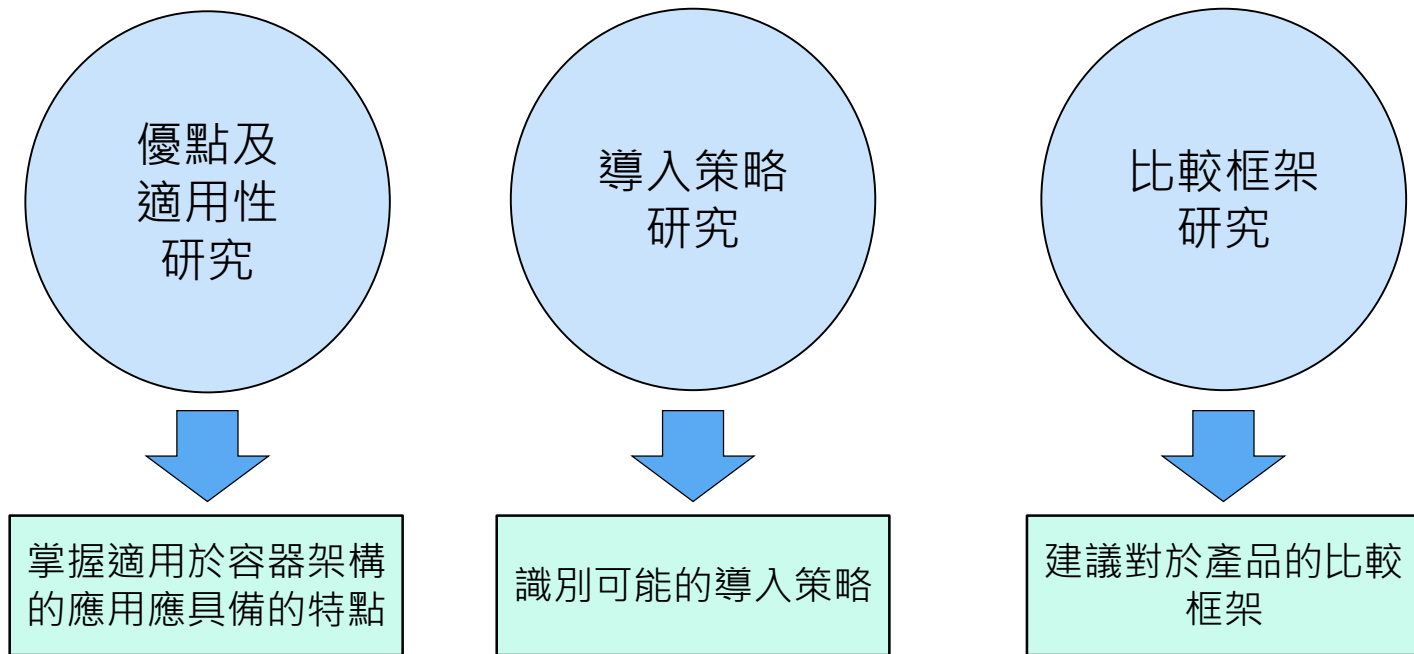 優點及
適用性
研究
導入策略
研究
比較框架
研究
掌握適用於容器架構
的應用應具備的特點
識別可能的導入策略
建議對於產品的比較
框架